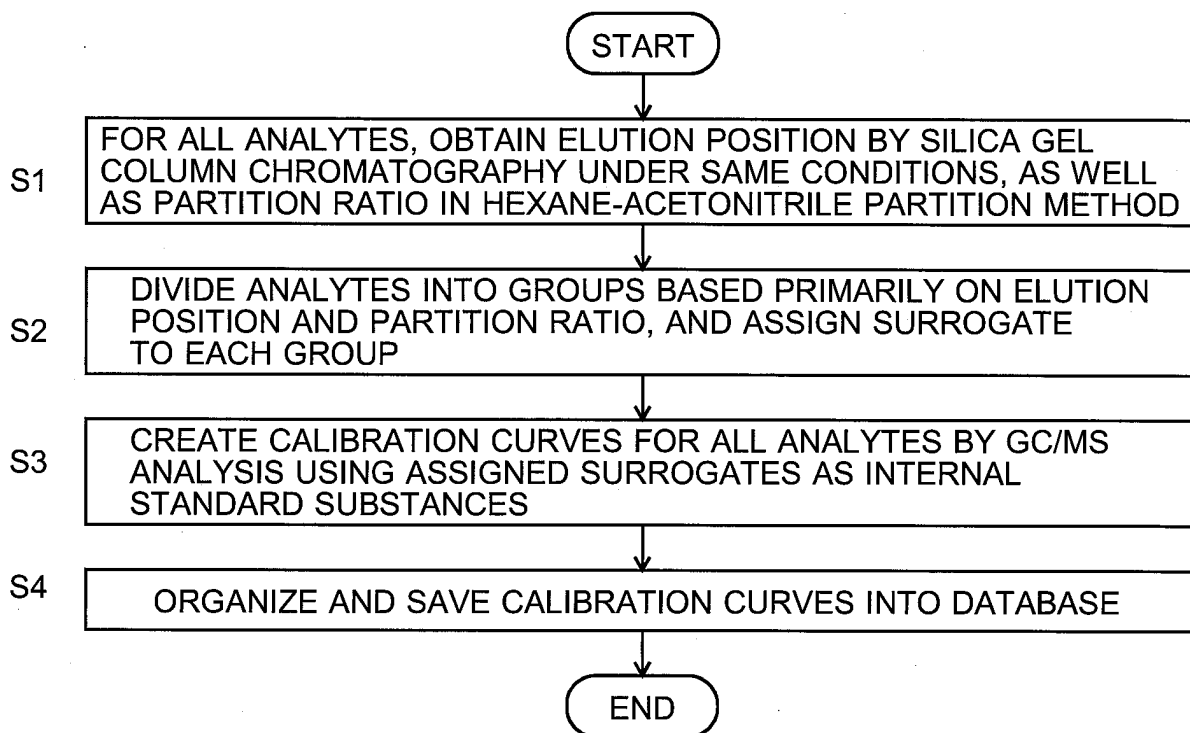 START
S1
FOR ALL ANALYTES, OBTAIN ELUTION POSITION BY SILICA GEL
COLUMN CHROMATOGRAPHY UNDER SAME CONDITIONS, AS WELL
AS PARTITION RATIO IN HEXANE-ACETONITRILE PARTITION METHOD
S2
DIVIDE ANALYTES INTO GROUPS BASED PRIMARILY ON ELUTION
POSITION AND PARTITION RATIO, AND ASSIGN SURROGATE
TO EACH GROUP
S3
CREATE CALIBRATION CURVES FOR ALL ANALYTES BY GC/MS
ANALYSIS USING ASSIGNED SURROGATES AS INTERNAL
STANDARD SUBSTANCES
S4
ORGANIZE AND SAVE CALIBRATION CURVES INTO DATABASE
END